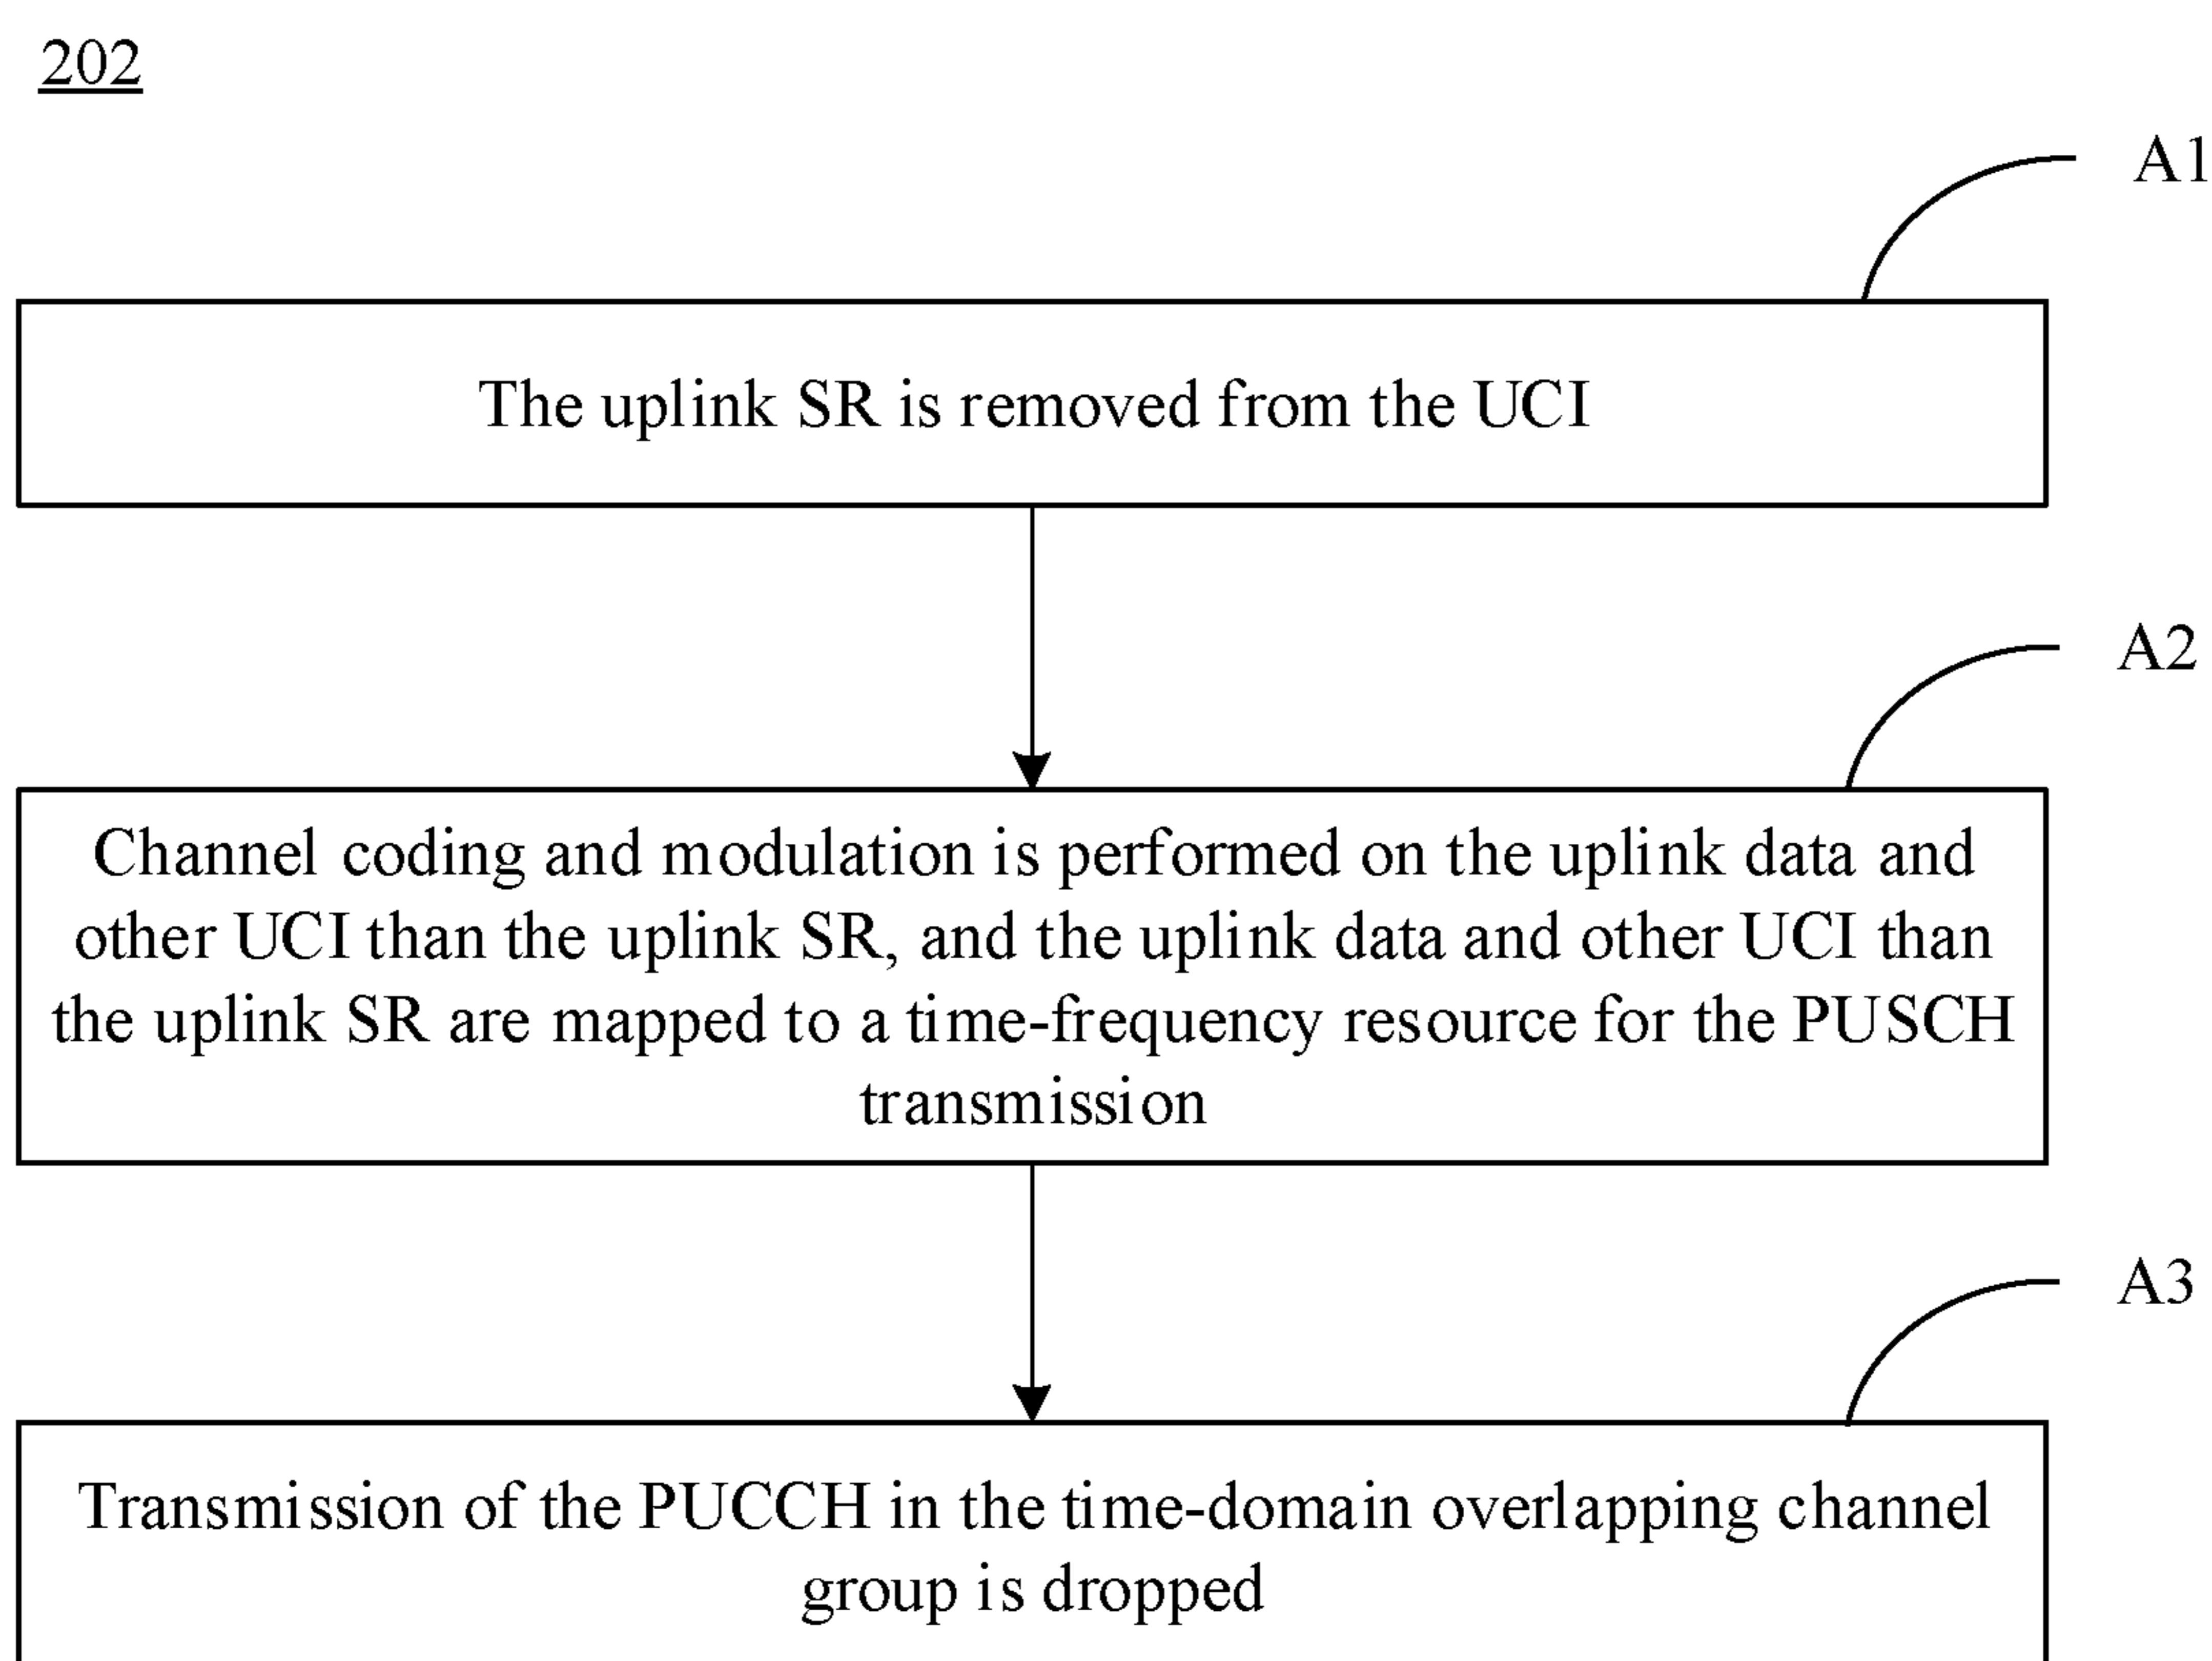 202
A1
The uplink SR is removed from the UCI
A2
Channel coding and modulation is performed on the uplink data and
other UCI than the uplink SR, and the uplink data and other UCI than
the uplink SR are mapped to a time-frequency resource for the PUSCH
transmission
A3
Transmission of the PUCCH in the time-domain overlapping channel
group is dropped